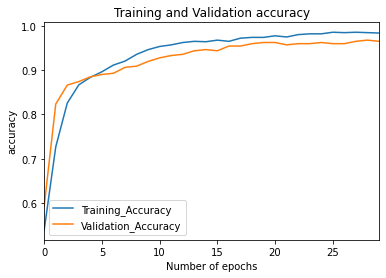 Training and Validation accuracy
1.0
0.9
0.8
0.7
0.6
accuracy
Training_Accuracy
Validation_Accuracy
0 5 10 15 20 25
Number of epochs